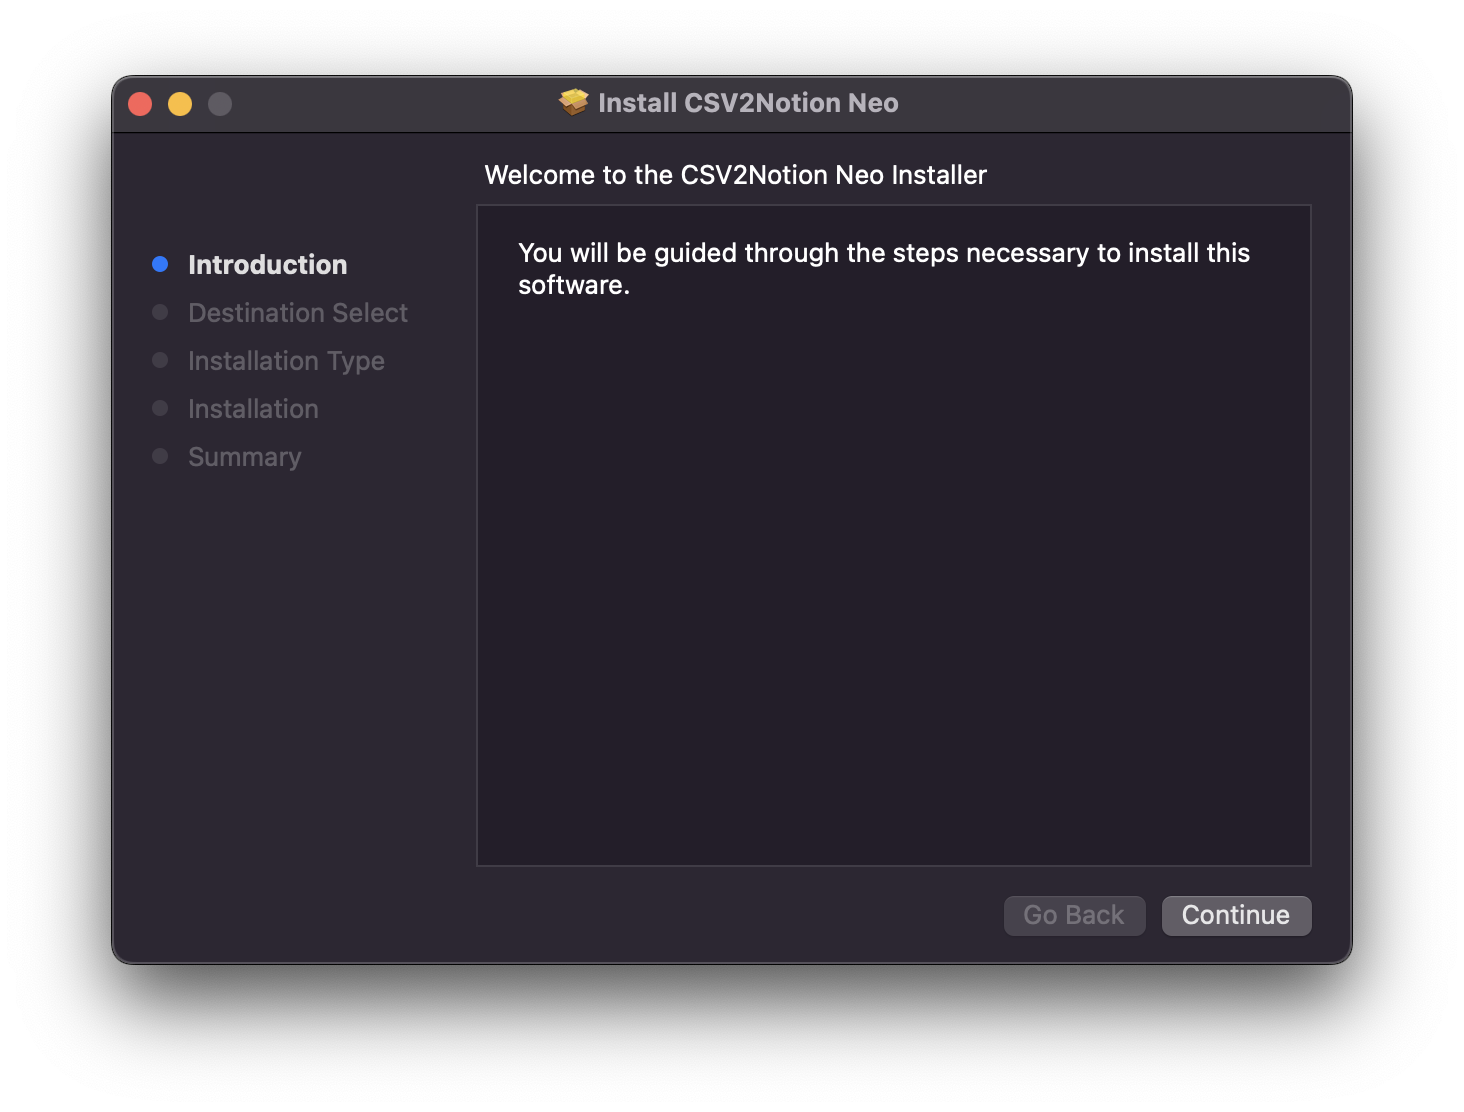 Install CSV2Notion Neo
Welcome to the CSV2Notion Neo Installer
Introduction
Destination Select
Installation Type
Installation
Summary
You will be guided through the steps necessary to install this
software.
Go Back
Continue